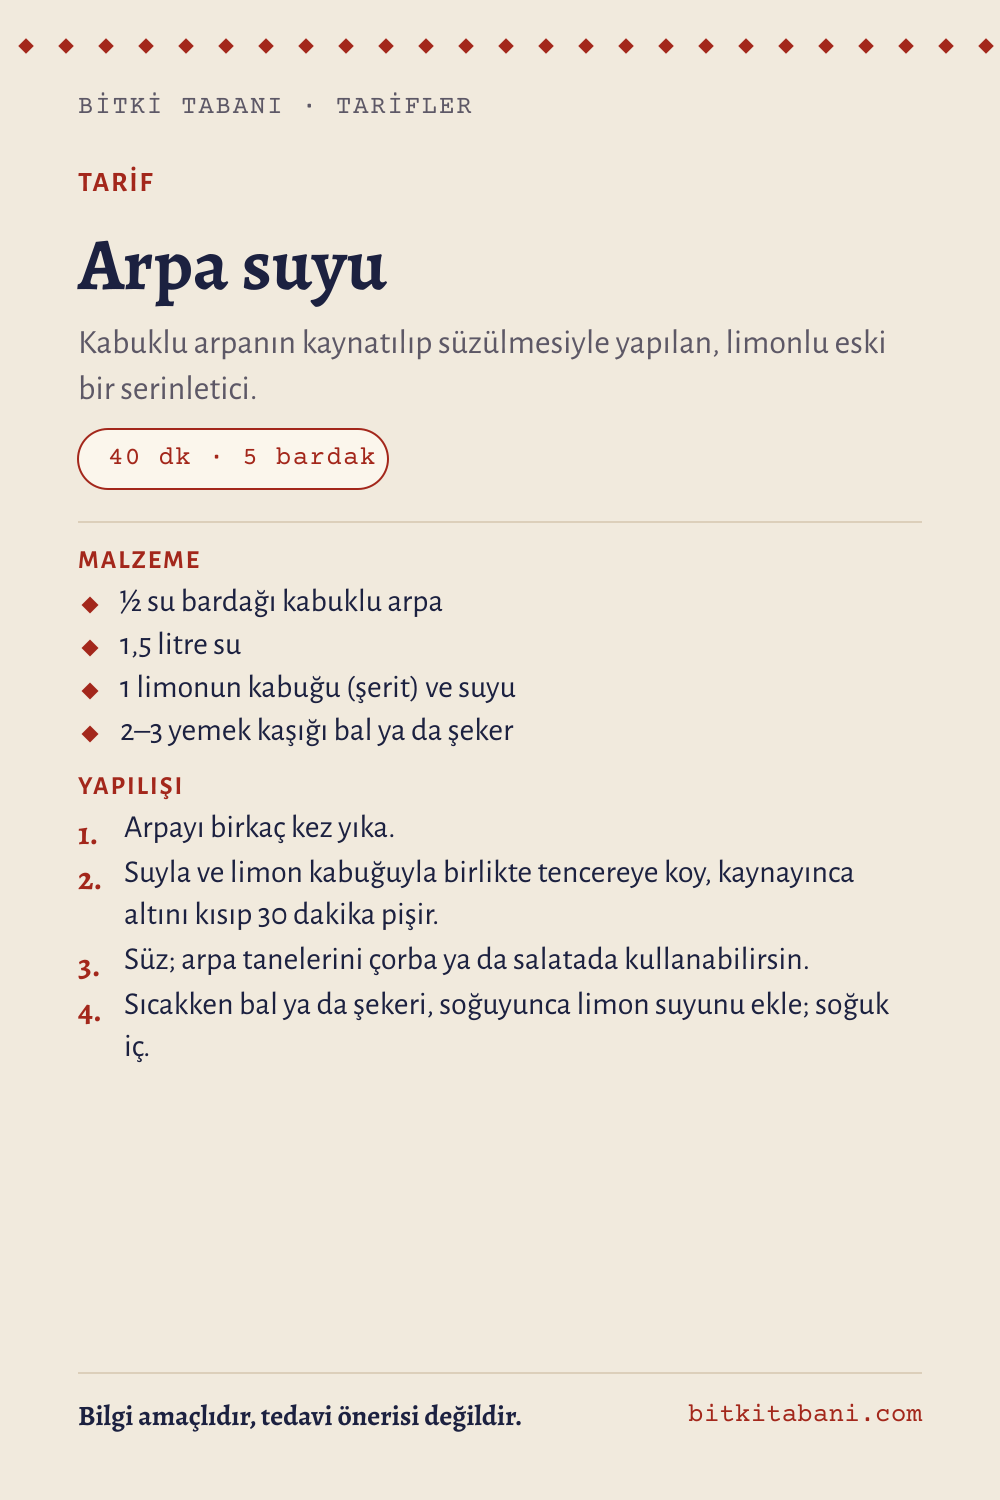 BİTKİ TABANI · TARİFLER
TARİF
Arpa suyu
Kabuklu arpanın kaynatılıp süzülmesiyle yapılan, limonlu eski
bir serinletici.
40 dk · 5 bardak
MALZEME
◆ ½ su bardağı kabuklu arpa
◆ 1,5 litre su
◆ 1 limonun kabuğu (şerit) ve suyu
◆ 2–3 yemek kaşığı bal ya da şeker
YAPILIŞI
1. Arpayı birkaç kez yıka.
2. Suyla ve limon kabuğuyla birlikte tencereye koy, kaynayınca
altını kısıp 30 dakika pişir.
3. Süz; arpa tanelerini çorba ya da salatada kullanabilirsin.
4. Sıcakken bal ya da şekeri, soğuyunca limon suyunu ekle; soğuk
iç.
Bilgi amaçlıdır, tedavi önerisi değildir.
bitkitabani.com